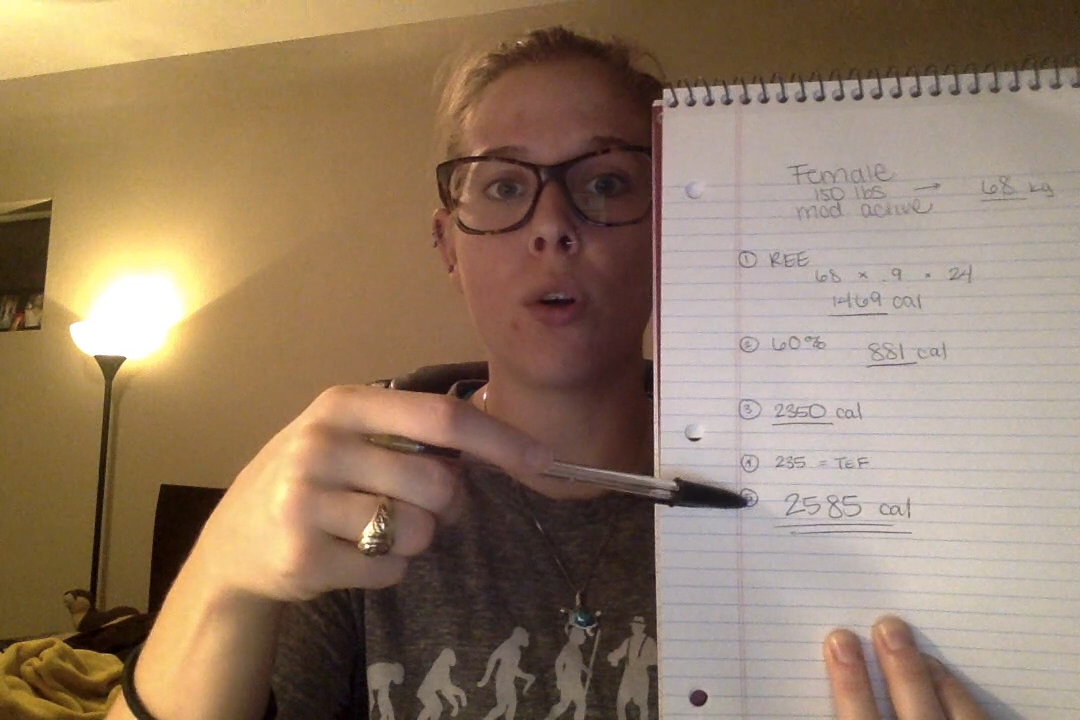 Female
150 lbs → 68 kg
mod active
① REE
68 × .9 × 24
1469 cal
② 60% 881 cal
③ 2350 cal
④ 235 = TEF
⑤ 2585 cal